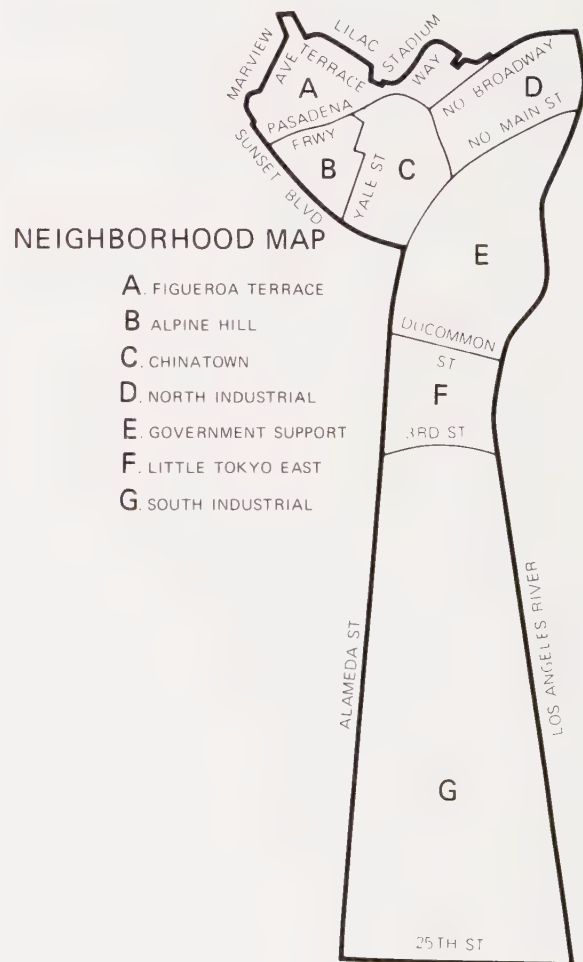 MARVIEW
AVE
TERRACE
LILAC
TERRACE
STADIUM
WAY
A
PASADENA
FRWY
SUNSET BLVD
B
YALE ST
C
NO BROADWAY
D
NO MAIN ST
NEIGHBORHOOD MAP
A. FIGUEROA TERRACE
B ALPINE HILL
C. CHINATOWN
D. NORTH INDUSTRIAL
E. GOVERNMENT SUPPORT
F. LITTLE TOKYO EAST
G. SOUTH INDUSTRIAL
E
DUCOMMON
ST
F
3RD ST
ALAMEDA ST
LOS ANGELES RIVER
G
25TH ST